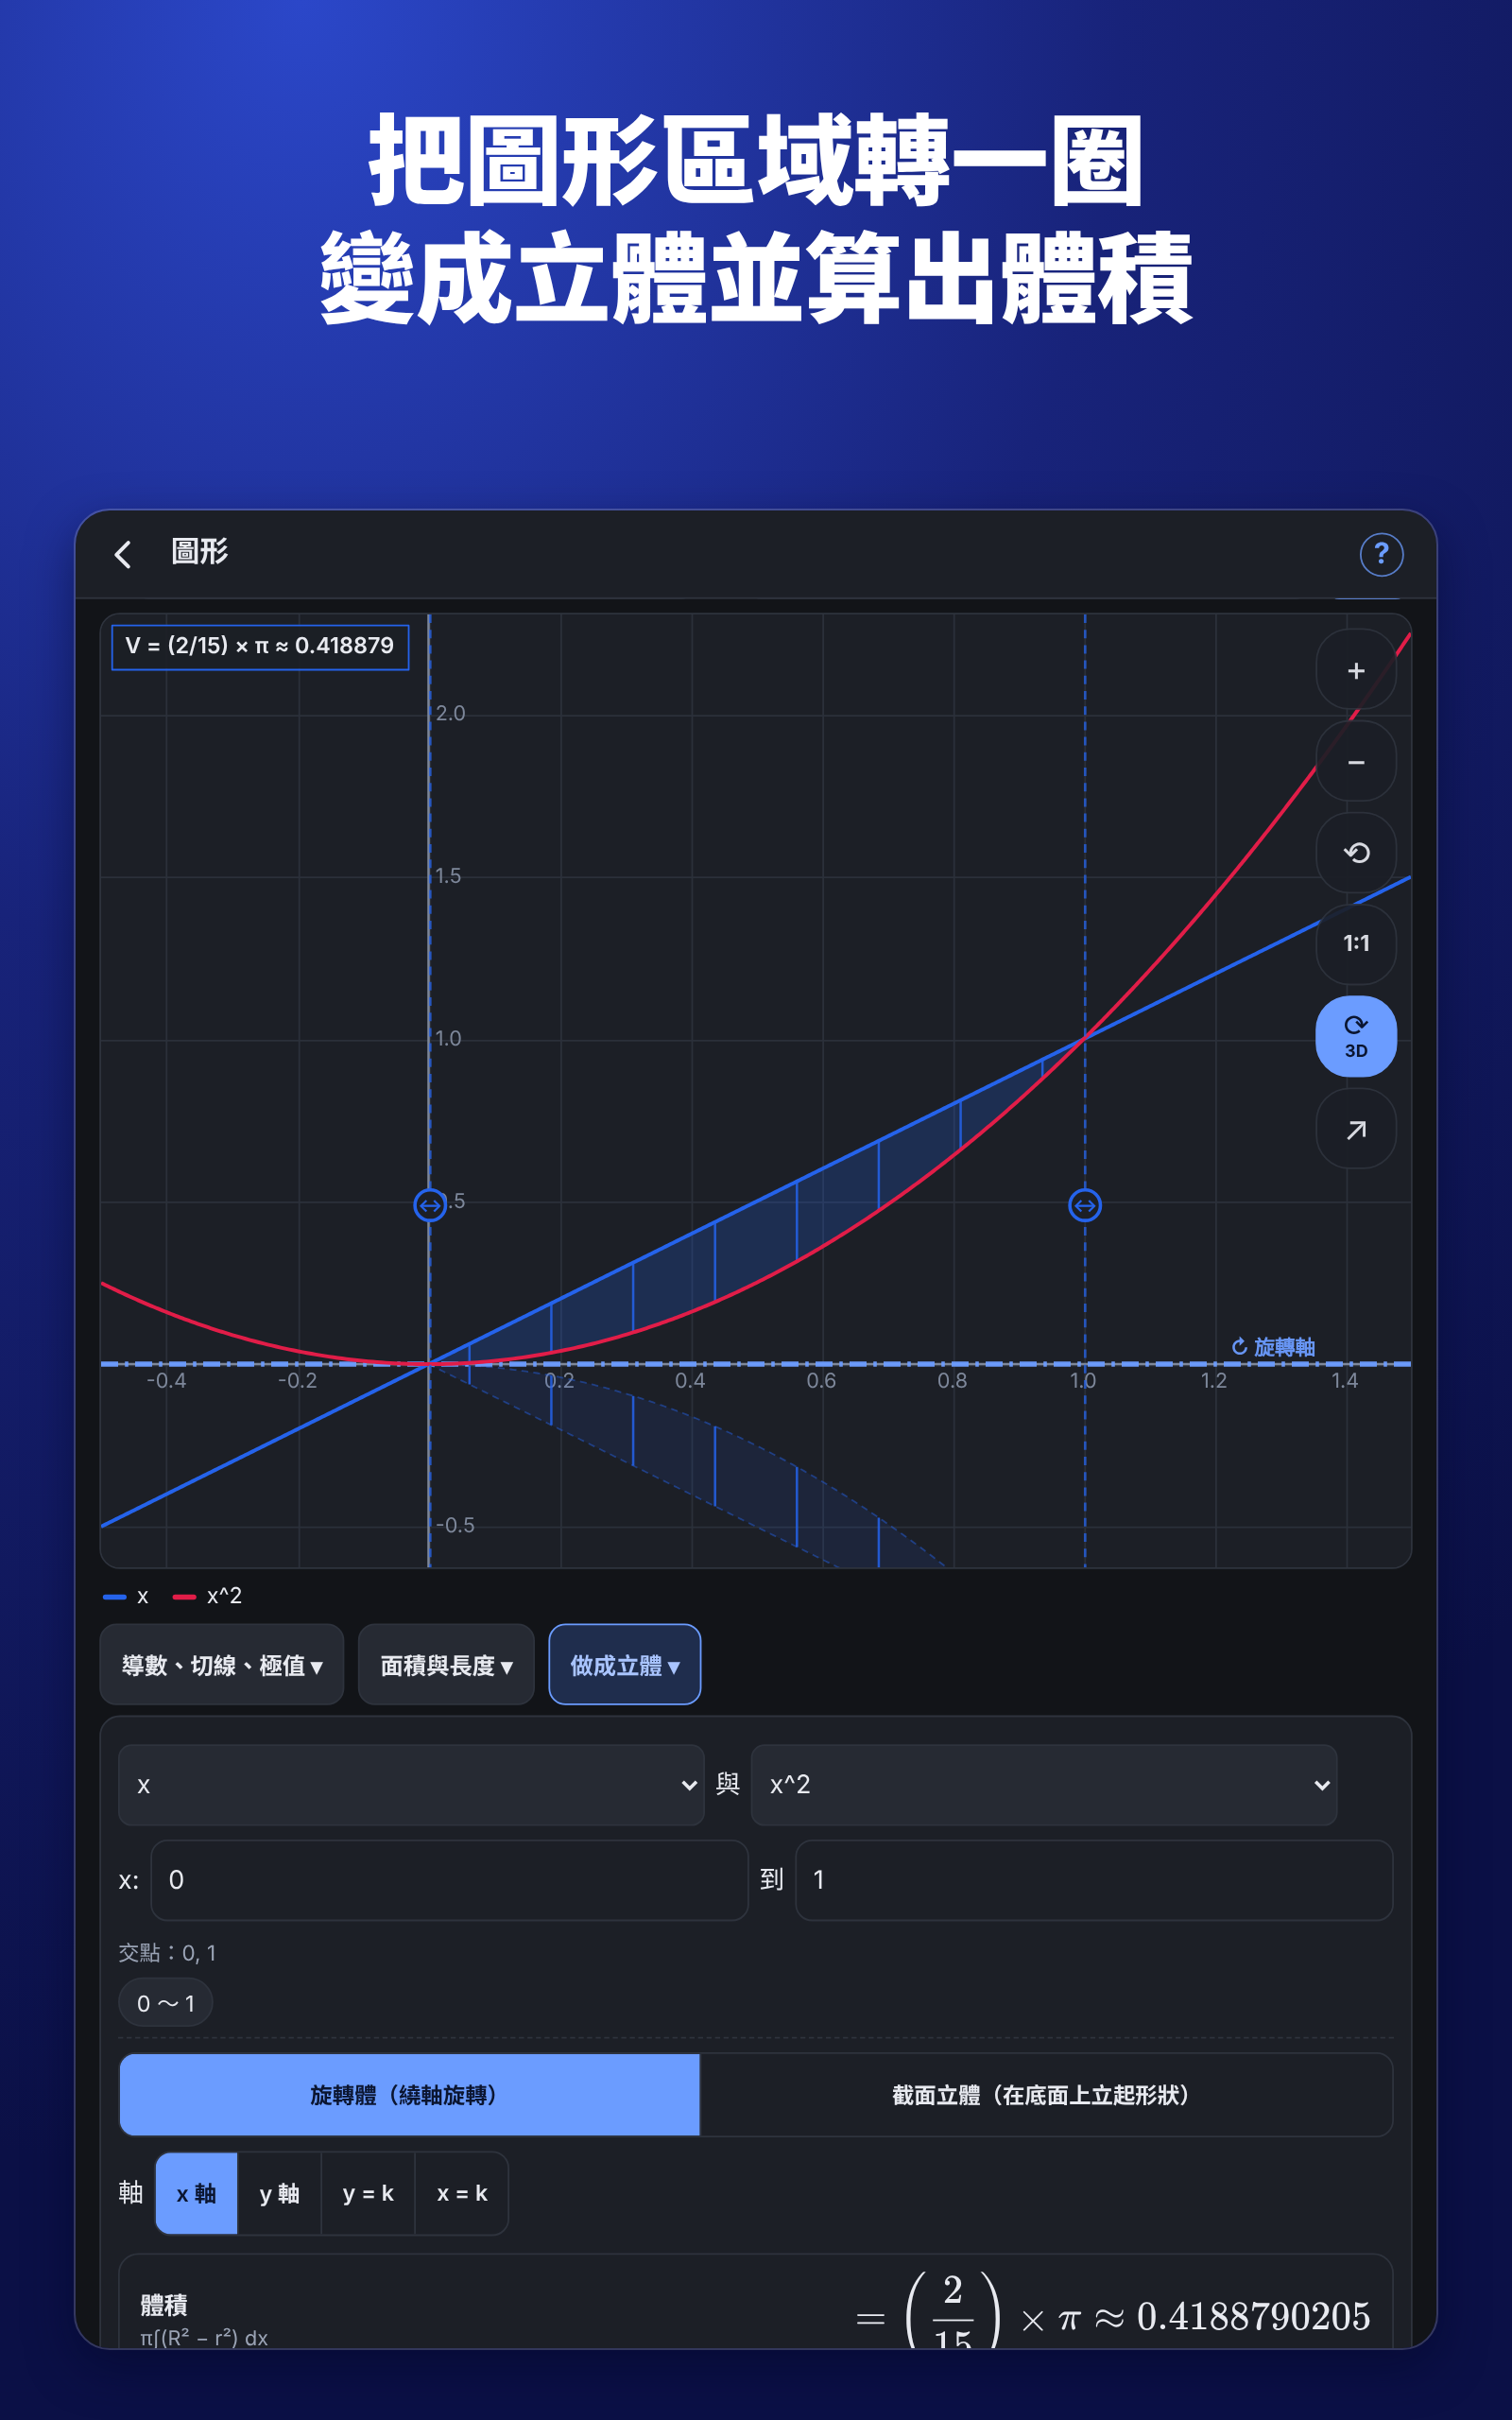 把圖形區域轉一圈
變成立體並算出體積
圖形
?
V = (2/15) × π ≈ 0.418879
+
−
⟲
1:1
⟳
3D
↗
2.0
1.5
1.0
.5
↻ 旋轉軸
-0.4 -0.2 0.2 0.4 0.6 0.8 1.0 1.2 1.4
-0.5
x x^2
導數、切線、極值 ▾ 面積與長度 ▾ 做成立體 ▾
x 與 x^2
x: 0 到 1
交點：0, 1
0 ～ 1
旋轉體（繞軸旋轉） 截面立體（在底面上立起形狀）
軸 x 軸 y 軸 y = k x = k
體積 = (2/15) × π ≈ 0.4188790205
π∫(R² − r²) dx